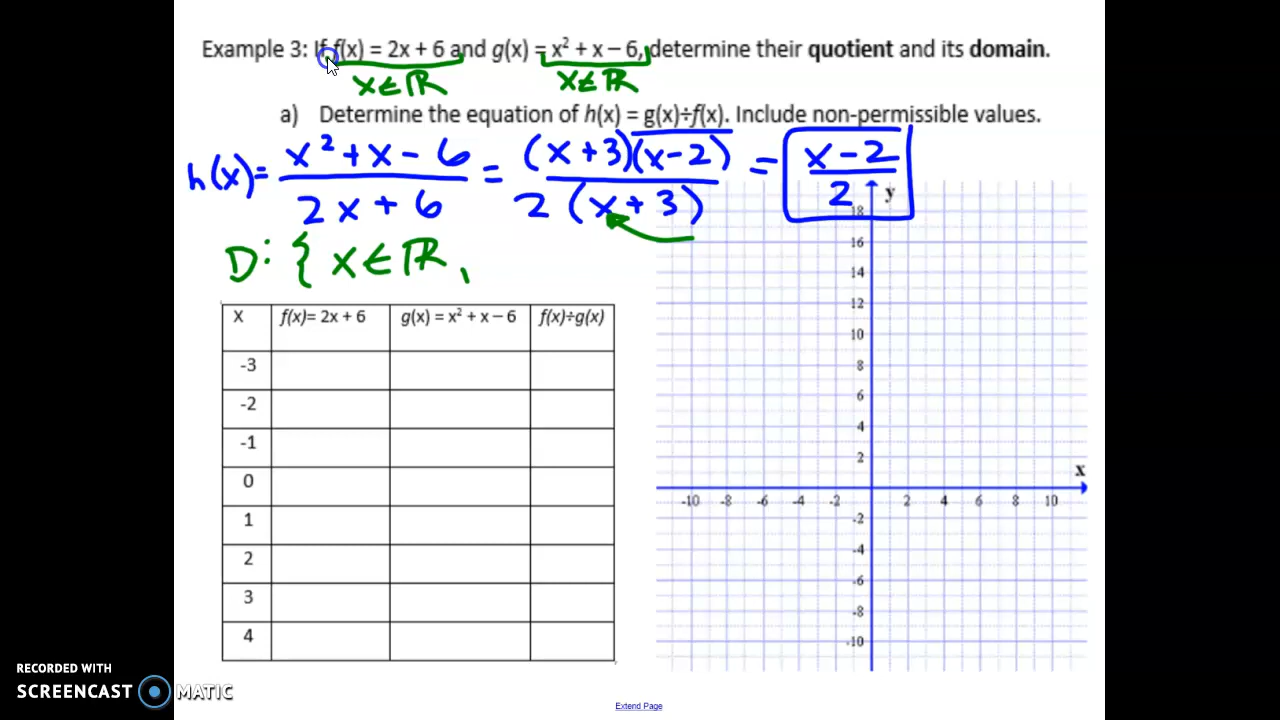 Example 3: If f(x) = 2x + 6 and g(x) = x² + x – 6, determine their quotient and its domain.
x∈ℝ x∈ℝ
a) Determine the equation of h(x) = g(x)÷f(x). Include non-permissible values.
h(x) = x² + x - 6 / 2x + 6 = (x+3)(x-2) / 2(x+3) = x-2 / 2
D: { x∈ℝ,
X f(x)= 2x + 6 g(x) = x² + x – 6 f(x)÷g(x)
-3
-2
-1
0
1
2
3
4
y
18
16
14
12
10
8
6
4
2
x
-10 -8 -6 -4 -2 2 4 6 8 10
-2
-4
-6
-8
-10
RECORDED WITH
SCREENCAST MATIC
Extend Page